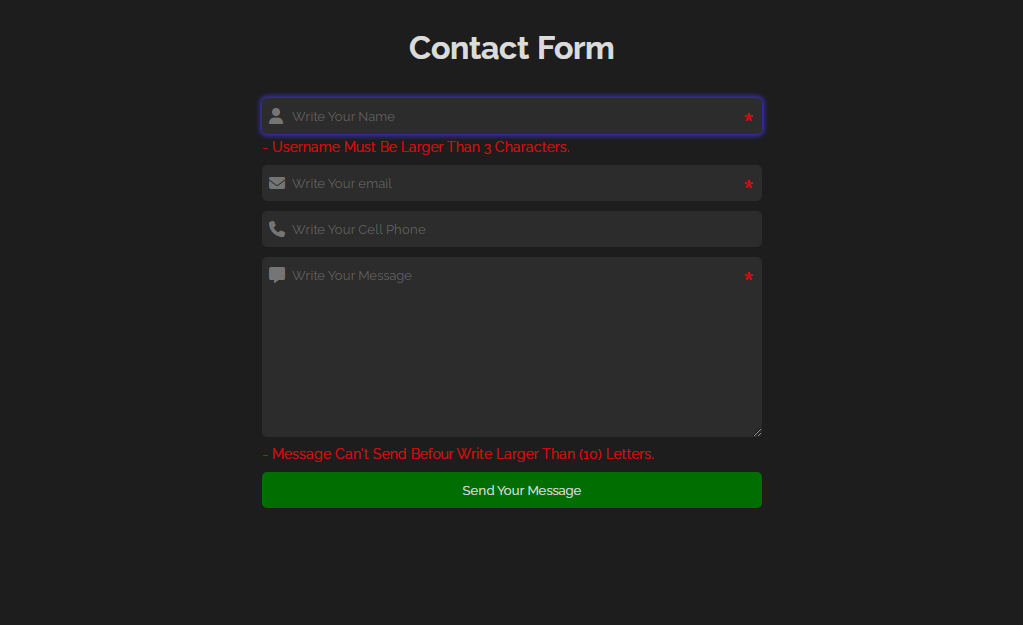 Contact Form
Write Your Name *
- Username Must Be Larger Than 3 Characters.
Write Your email *
Write Your Cell Phone
Write Your Message *
- Message Can't Send Befour Write Larger Than (10) Letters.
Send Your Message